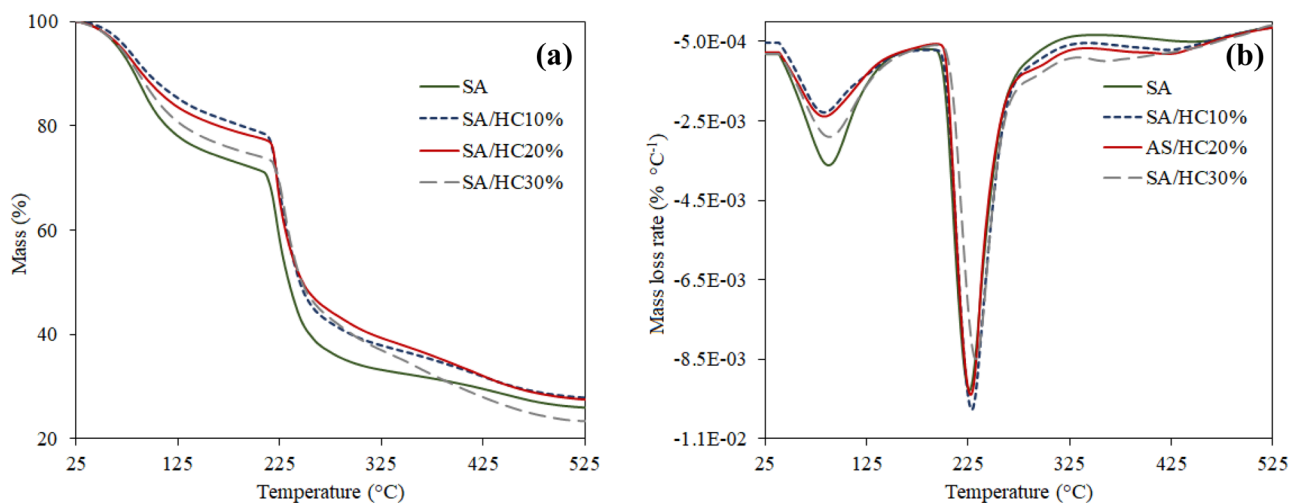 (a)
100
80
60
40
20
Mass (%)
SA
SA/HC10%
SA/HC20%
SA/HC30%
25 125 225 325 425 525
Temperature (°C)
(b)
-5.0E-04
-2.5E-03
-4.5E-03
-6.5E-03
-8.5E-03
-1.1E-02
Mass loss rate (% °C⁻¹)
SA
SA/HC10%
AS/HC20%
SA/HC30%
25 125 225 325 425 525
Temperature (°C)